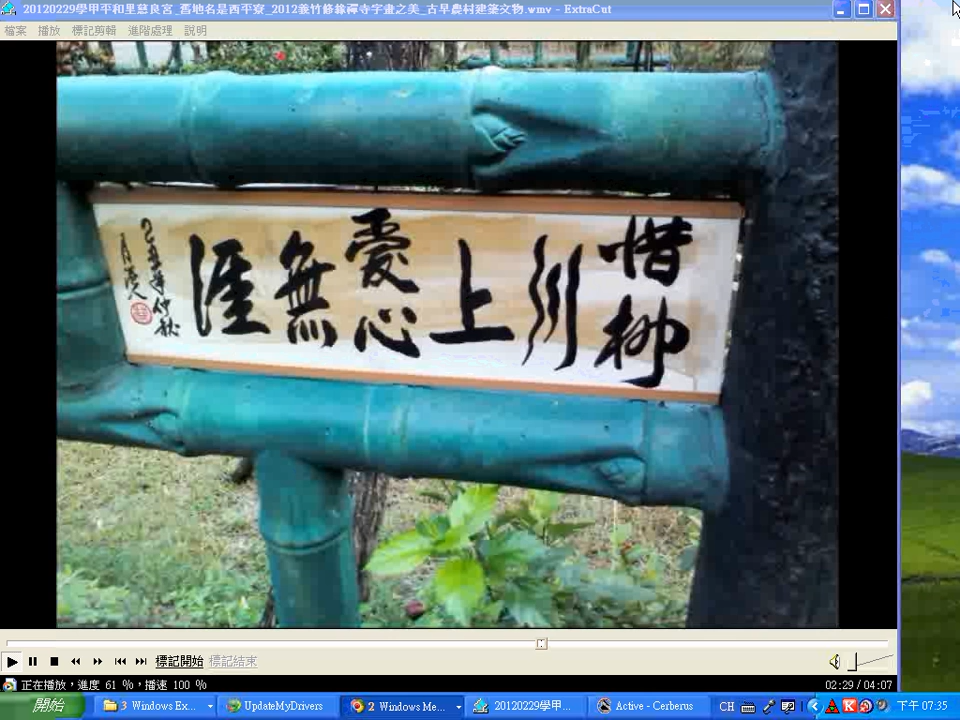 20120229學甲平和里慈良宮_舊地名是西平寮_2012義竹修緣禪寺字畫之美_古早農村建築文物.wmv - ExtraCut
檔案 播放 標記剪輯 進階處理 說明
惜柳
川上
憂心
無
涯
己丑年仲秋
標記開始 標記結束
正在播放，進度 61 %，播速 100 %
02:29 / 04:07
開始
3 Windows Ex...
UpdateMyDrivers
2 Windows Me...
20120229學甲...
Active - Cerberus
CH
下午 07:35